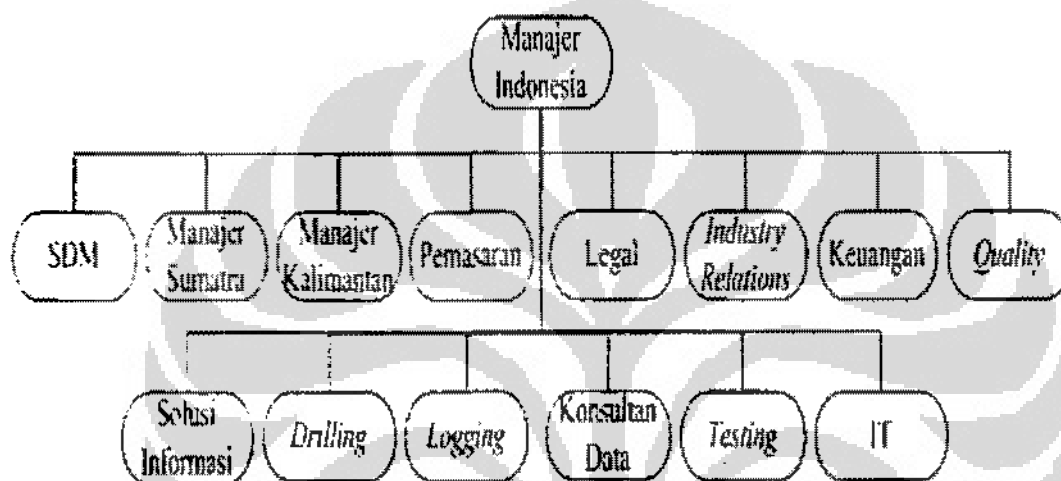 Manajer
Indonesia
SDM
Manajer
Sumatra
Manajer
Kalimantan
Pemasaran
Legal
Industry
Relations
Keuangan
Quality
Solusi
Informasi
Drilling
Logging
Konsultan
Data
Testing
IT